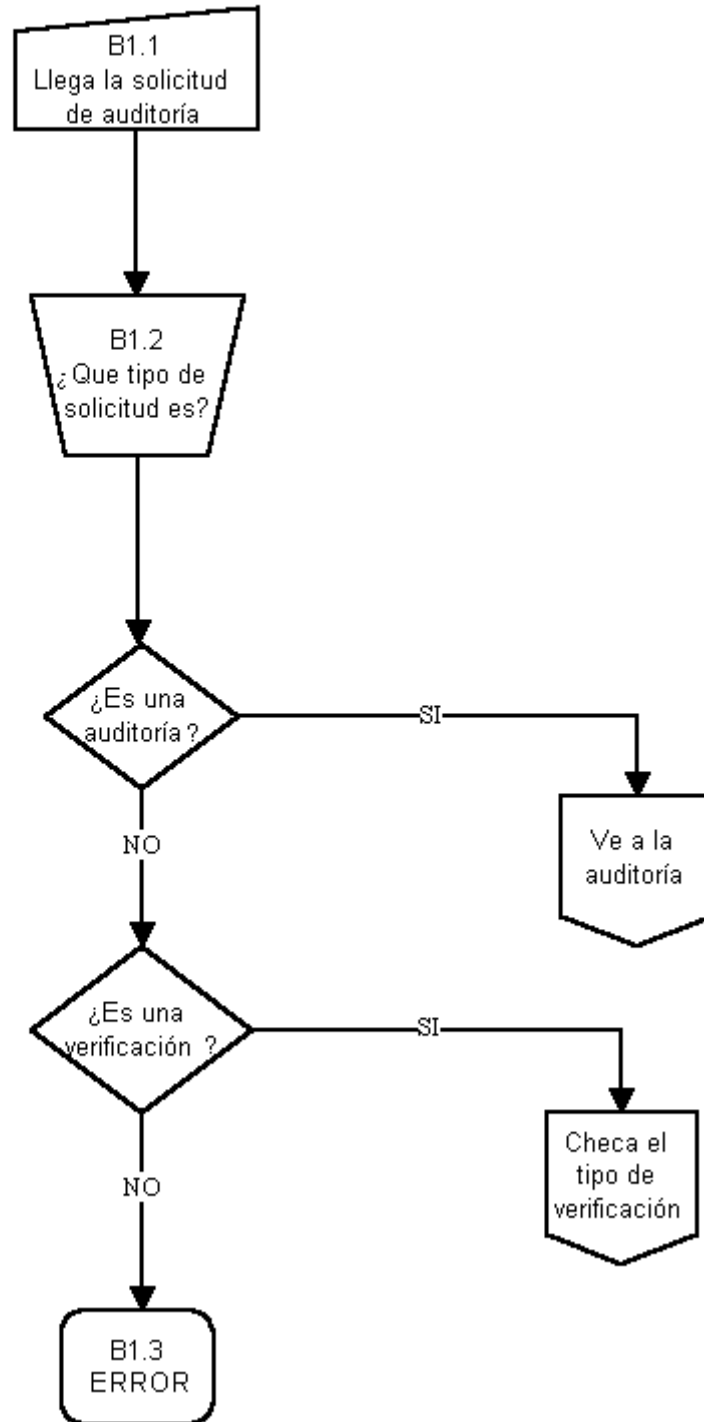 B1.1
Llega la solicitud
de auditoría
B1.2
¿Que tipo de
solicitud es?
¿Es una
auditoría?
SI
Ve a la
auditoría
NO
¿Es una
verificación ?
SI
Checa el
tipo de
verificación
NO
B1.3
ERROR